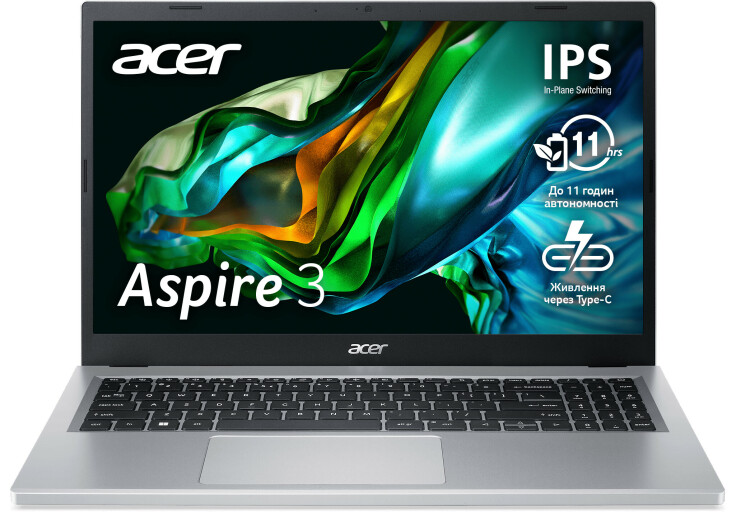 acer
IPS
In-Plane Switching
11 hrs
До 11 годин
автономності
Aspire 3
Живлення
через Type-C
acer